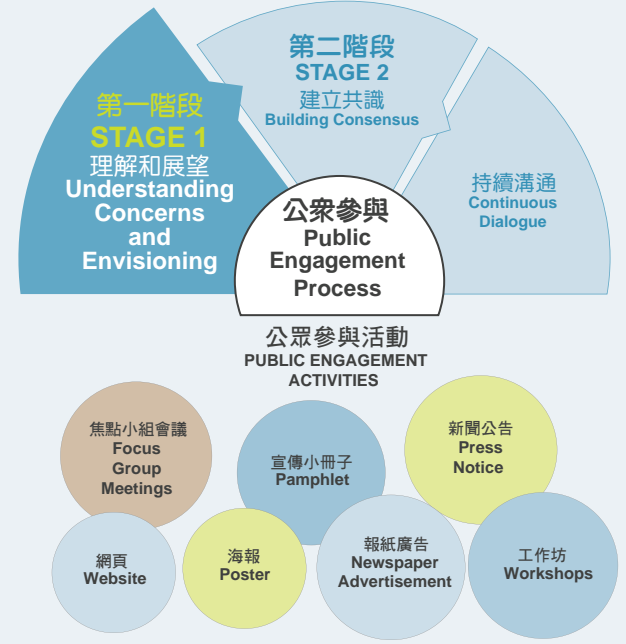 第一階段
STAGE 1
理解和展望
Understanding
Concerns
and
Envisioning
第二階段
STAGE 2
建立共識
Building Consensus
持續溝通
Continuous
Dialogue
公眾參與
Public
Engagement
Process
公眾參與活動
PUBLIC ENGAGEMENT
ACTIVITIES
焦點小組會議
Focus
Group
Meetings
宣傳小冊子
Pamphlet
新聞公告
Press
Notice
網頁
Website
海報
Poster
報紙廣告
Newspaper
Advertisement
工作坊
Workshops